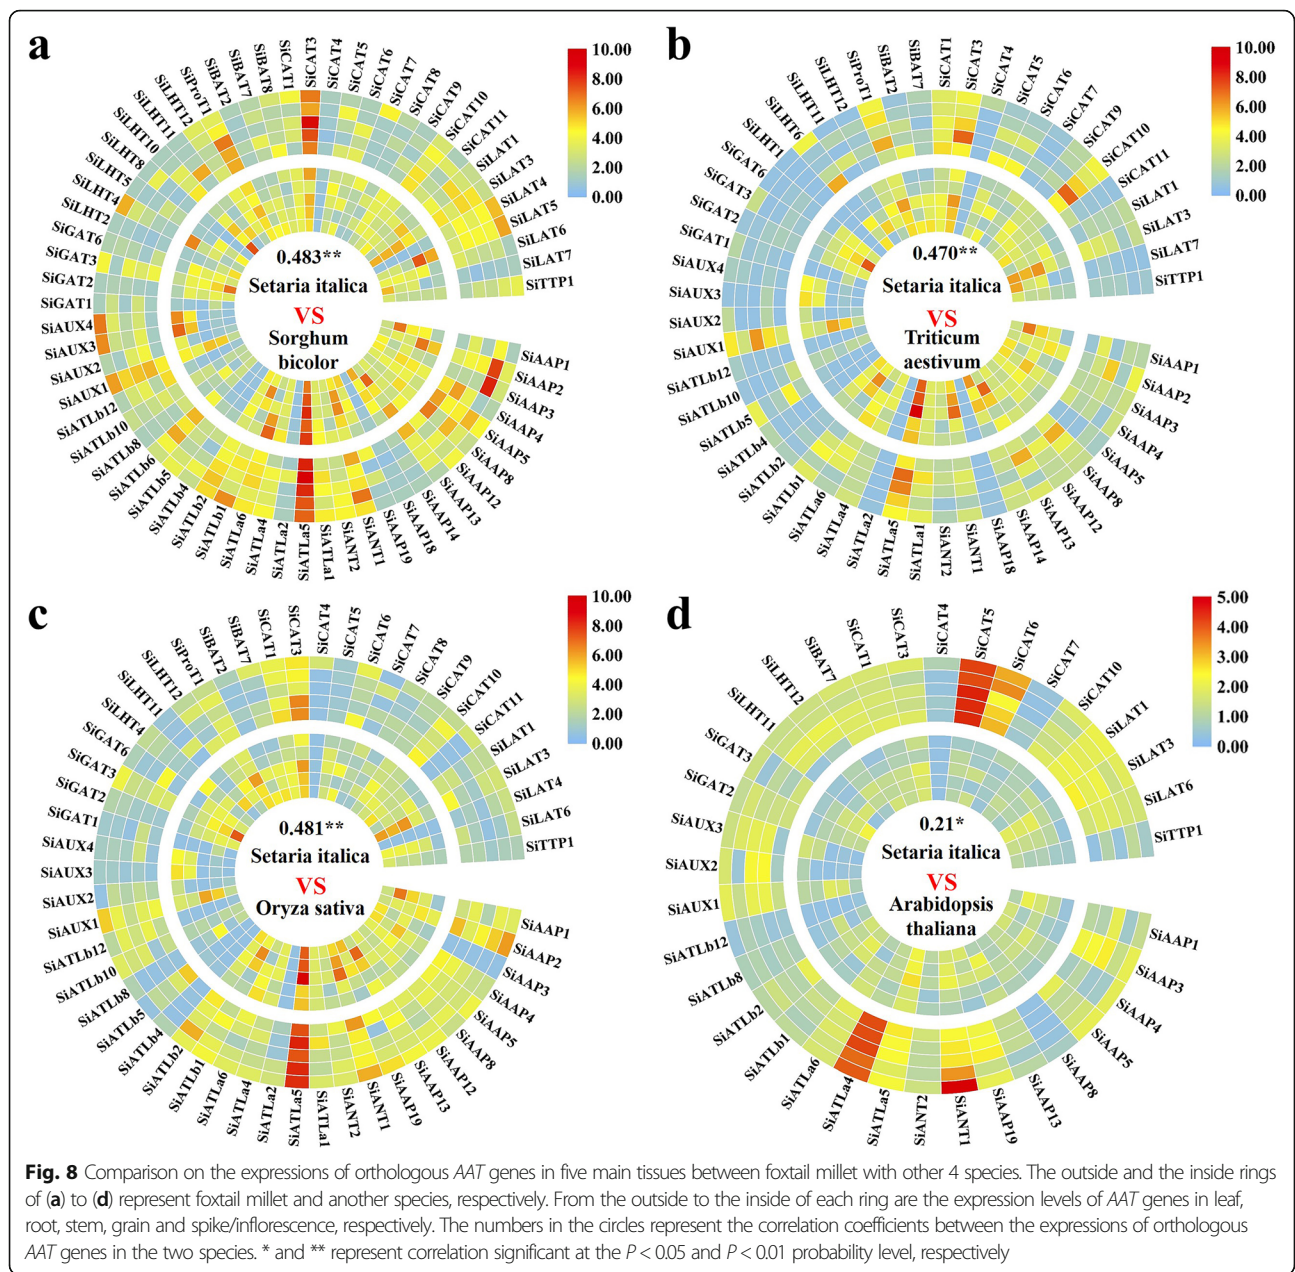 a
SiCAT3
SiCAT4
SiCAT5
SiCAT6
SiCAT7
SiCAT8
SiCAT9
SiCAT10
SiCAT11
SiLAT1
SiLAT3
SiLAT4
SiLAT5
SiLAT6
SiLAT7
SiTTP1
SiAAP1
SiAAP2
SiAAP3
SiAAP4
SiAAP5
SiAAP8
SiAAP12
SiAAP13
SiAAP14
SiAAP18
SiAAP19
SiANT1
SiANT2
SiATLa1
SiATLa5
SiATLa2
SiATLa4
SiATLa6
SiATLb1
SiATLb2
SiATLb4
SiATLb5
SiATLb6
SiATLb8
SiATLb10
SiATLb12
SiAUX1
SiAUX2
SiAUX3
SiAUX4
SiGAT1
SiGAT2
SiGAT3
SiGAT6
SiLHT2
SiLHT4
SiLHT5
SiLHT8
SiLHT10
SiLHT11
SiLHT12
SiProT1
SiBAT2
SiBAT7
SiBAT8
SiCAT1
0.483**
Setaria italica
VS
Sorghum
bicolor
10.00
8.00
6.00
4.00
2.00
0.00
b
SiCAT1
SiCAT3
SiCAT4
SiCAT5
SiCAT6
SiCAT7
SiCAT9
SiCAT10
SiCAT11
SiLAT1
SiLAT3
SiLAT7
SiTTP1
SiAAP1
SiAAP2
SiAAP3
SiAAP4
SiAAP5
SiAAP8
SiAAP12
SiAAP13
SiAAP14
SiAAP18
SiANT1
SiANT2
SiATLa1
SiATLa5
SiATLa2
SiATLa4
SiATLa6
SiATLb1
SiATLb2
SiATLb4
SiATLb5
SiATLb10
SiATLb12
SiAUX1
SiAUX2
SiAUX3
SiAUX4
SiGAT1
SiGAT2
SiGAT3
SiGAT6
SiLHT1
SiLHT6
SiLHT11
SiLHT12
SiProT1
SiBAT2
SiBAT7
0.470**
Setaria italica
VS
Triticum
aestivum
10.00
8.00
6.00
4.00
2.00
0.00
c
SiCAT4
SiCAT5
SiCAT6
SiCAT7
SiCAT8
SiCAT9
SiCAT10
SiCAT11
SiLAT1
SiLAT3
SiLAT4
SiLAT6
SiTTP1
SiAAP1
SiAAP2
SiAAP3
SiAAP4
SiAAP5
SiAAP8
SiAAP12
SiAAP13
SiAAP19
SiANT1
SiANT2
SiATLa1
SiATLa5
SiATLa2
SiATLa4
SiATLa6
SiATLb1
SiATLb2
SiATLb4
SiATLb5
SiATLb8
SiATLb10
SiATLb12
SiAUX1
SiAUX2
SiAUX3
SiAUX4
SiGAT1
SiGAT2
SiGAT3
SiGAT6
SiLHT4
SiLHT11
SiLHT12
SiProT1
SiBAT2
SiBAT7
SiCAT1
SiCAT3
0.481**
Setaria italica
VS
Oryza sativa
10.00
8.00
6.00
4.00
2.00
0.00
d
SiCAT4
SiCAT5
SiCAT6
SiCAT7
SiCAT10
SiLAT1
SiLAT3
SiLAT6
SiTTP1
SiAAP1
SiAAP3
SiAAP4
SiAAP5
SiAAP8
SiAAP13
SiAAP19
SiANT1
SiANT2
SiATLa5
SiATLa4
SiATLa6
SiATLb1
SiATLb2
SiATLb8
SiATLb12
SiAUX1
SiAUX2
SiAUX3
SiGAT2
SiGAT3
SiLHT11
SiLHT12
SiBAT7
SiCAT1
SiCAT3
0.21*
Setaria italica
VS
Arabidopsis
thaliana
5.00
4.00
3.00
2.00
1.00
0.00
Fig. 8 Comparison on the expressions of orthologous AAT genes in five main tissues between foxtail millet with other 4 species. The outside and the inside rings
of (a) to (d) represent foxtail millet and another species, respectively. From the outside to the inside of each ring are the expression levels of AAT genes in leaf,
root, stem, grain and spike/inflorescence, respectively. The numbers in the circles represent the correlation coefficients between the expressions of orthologous
AAT genes in the two species. * and ** represent correlation significant at the P < 0.05 and P < 0.01 probability level, respectively